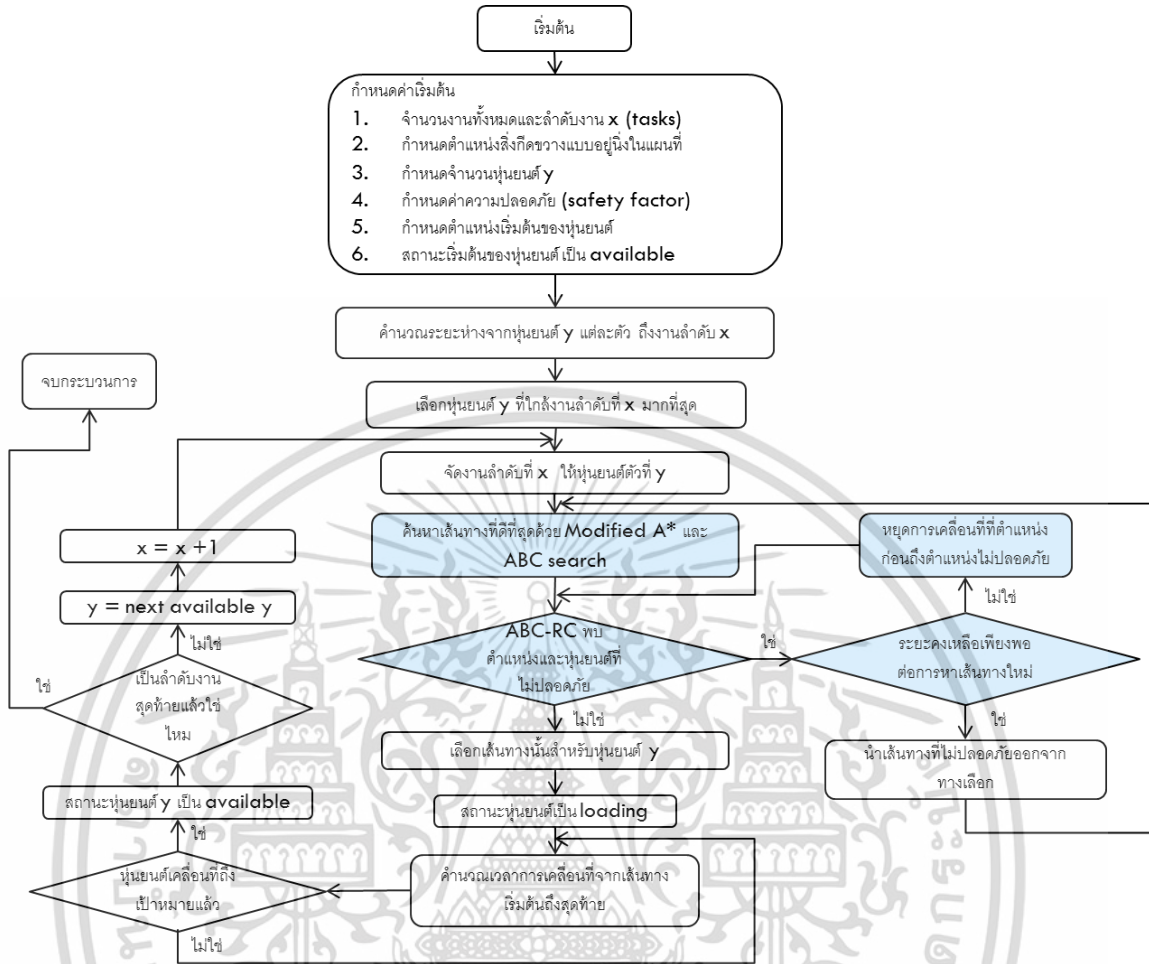 เริ่มต้น
กำหนดค่าเริ่มต้น
1. จำนวนงานทั้งหมดและลำดับงาน x (tasks)
2. กำหนดตำแหน่งสิ่งกีดขวางแบบอยู่นิ่งในแผนที่
3. กำหนดจำนวนหุ่นยนต์ y
4. กำหนดค่าความปลอดภัย (safety factor)
5. กำหนดตำแหน่งเริ่มต้นของหุ่นยนต์
6. สถานะเริ่มต้นของหุ่นยนต์เป็น available
คำนวณระยะห่างจากหุ่นยนต์ y แต่ละตัว ถึงงานลำดับ x
จบกระบวนการ
เลือกหุ่นยนต์ y ที่ใกล้งานลำดับที่ x มากที่สุด
จัดงานลำดับที่ x ให้หุ่นยนต์ตัวที่ y
ค้นหาเส้นทางที่ดีที่สุดด้วย Modified A* และ
ABC search
หยุดการเคลื่อนที่ที่ตำแหน่ง
ก่อนถึงตำแหน่งไม่ปลอดภัย
x = x +1
y = next available y
ไม่ใช่
ไม่ใช่
ABC-RC พบ
ตำแหน่งและหุ่นยนต์ที่
ไม่ปลอดภัย
ใช่
ระยะคงเหลือเพียงพอ
ต่อการหาเส้นทางใหม่
ใช่
เป็นลำดับงาน
สุดท้ายแล้วใช่
ไหม
ไม่ใช่
ใช่
เลือกเส้นทางนั้นสำหรับหุ่นยนต์ y
นำเส้นทางที่ไม่ปลอดภัยออกจาก
ทางเลือก
สถานะหุ่นยนต์ y เป็น available
สถานะหุ่นยนต์เป็น loading
ใช่
หุ่นยนต์เคลื่อนที่ถึง
เป้าหมายแล้ว
คำนวณเวลาการเคลื่อนที่จากเส้นทาง
เริ่มต้นถึงสุดท้าย
ไม่ใช่